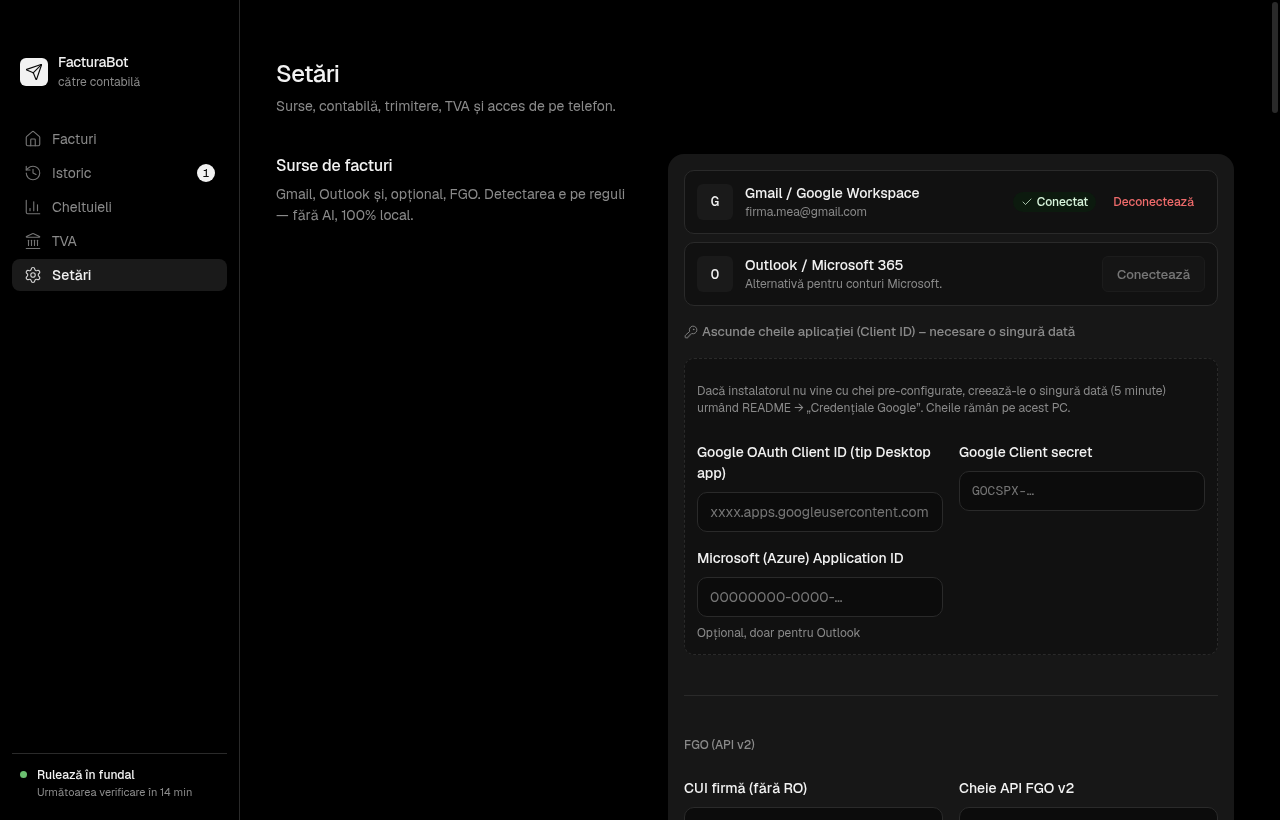 FacturaBot
către contabilă
Facturi
Istoric
1
Cheltuieli
TVA
Setări
Rulează în fundal
Următoarea verificare în 14 min
Setări
Surse, contabilă, trimitere, TVA și acces de pe telefon.
Surse de facturi
Gmail, Outlook și, opțional, FGO. Detectarea e pe reguli
— fără AI, 100% local.
G
Gmail / Google Workspace
firma.mea@gmail.com
Conectat
Deconectează
O
Outlook / Microsoft 365
Alternativă pentru conturi Microsoft.
Conectează
Ascunde cheile aplicației (Client ID) – necesare o singură dată
Dacă instalatorul nu vine cu chei pre-configurate, creează-le o singură dată (5 minute)
urmând README → „Credențiale Google”. Cheile rămân pe acest PC.
Google OAuth Client ID (tip Desktop
app)
xxxx.apps.googleusercontent.com
Google Client secret
GOCSPX-…
Microsoft (Azure) Application ID
00000000-0000-…
Opțional, doar pentru Outlook
FGO (API v2)
CUI firmă (fără RO)
Cheie API FGO v2